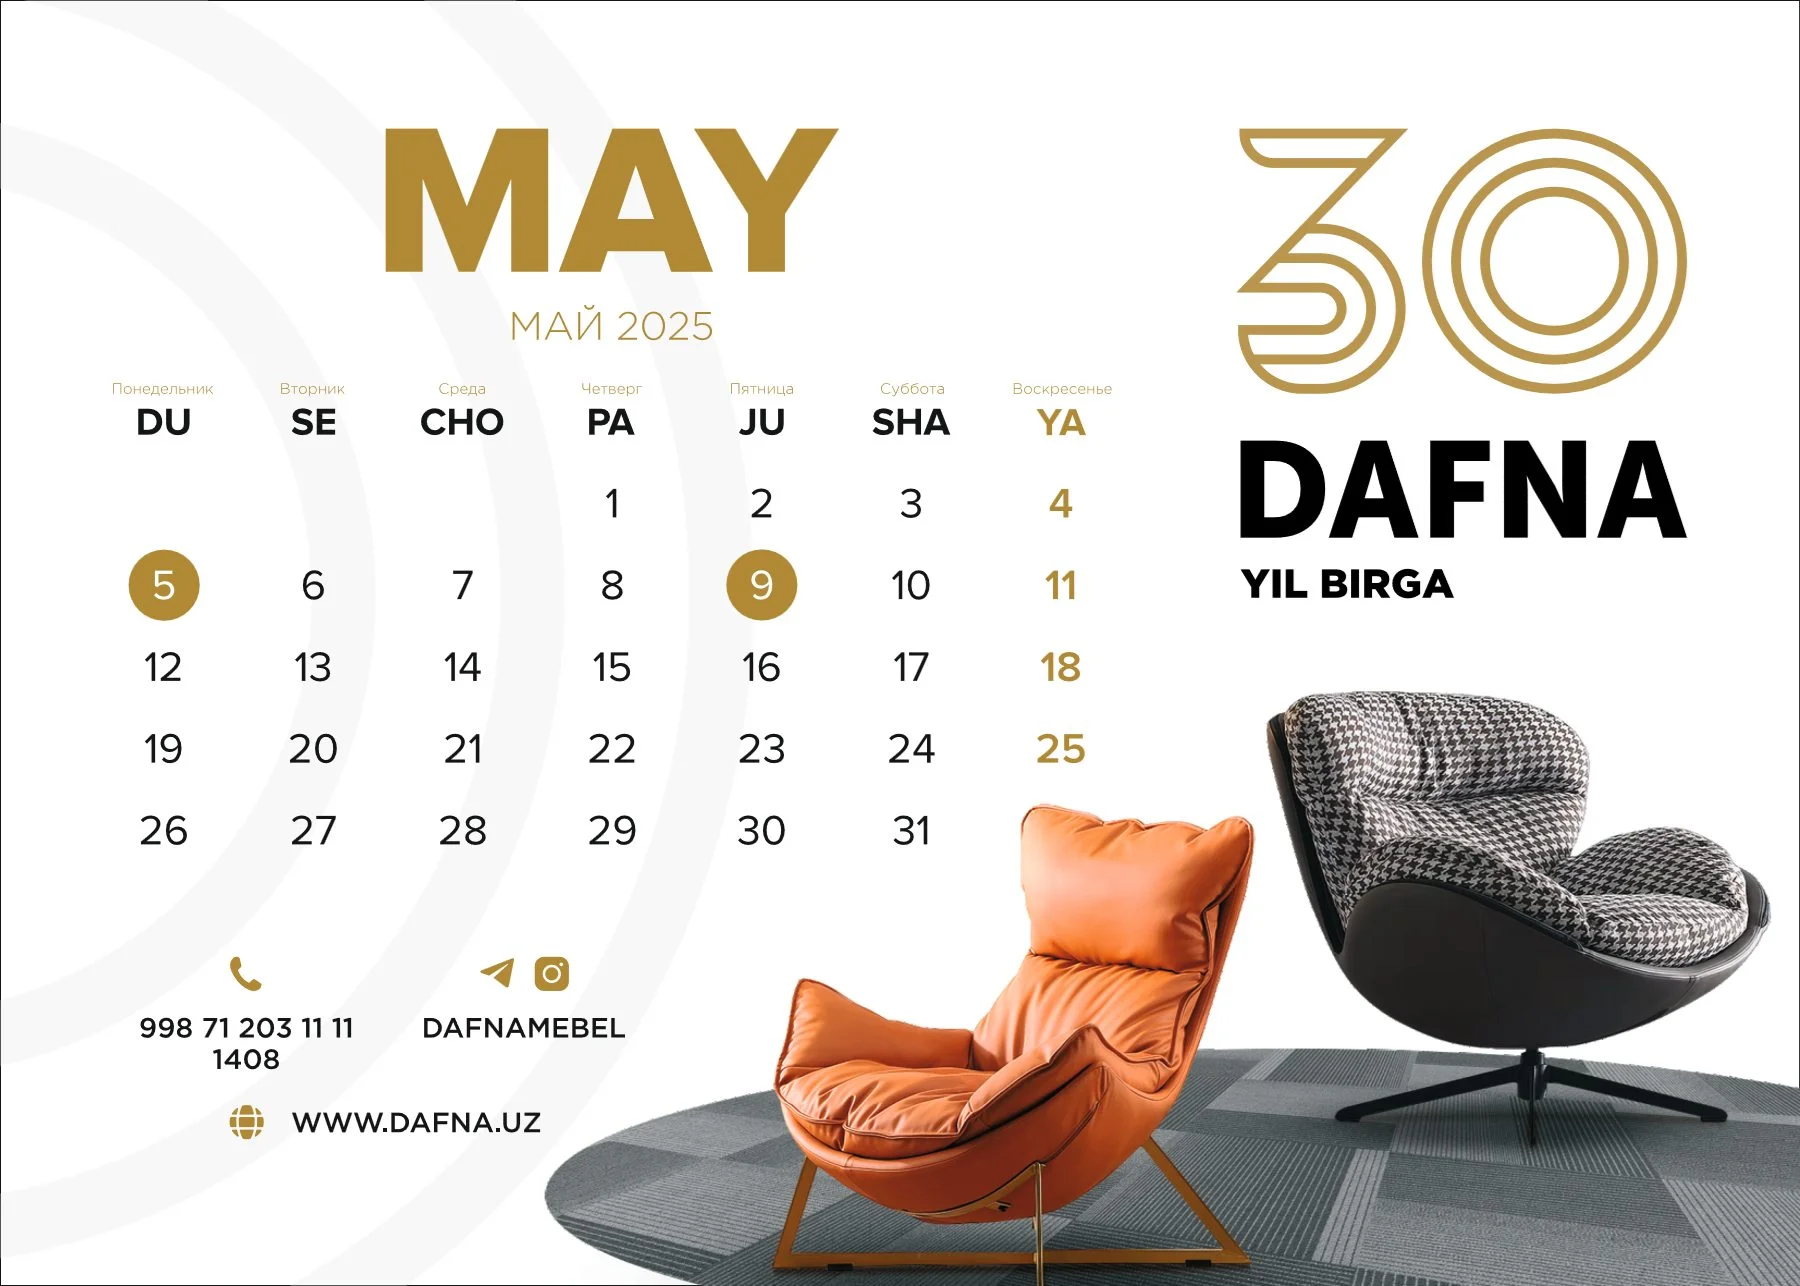 MAY
МАЙ 2025
Понедельник Вторник Среда Четверг Пятница Суббота Воскресенье
DU SE CHO PA JU SHA YA
1 2 3 4
5 6 7 8 9 10 11
12 13 14 15 16 17 18
19 20 21 22 23 24 25
26 27 28 29 30 31
30
DAFNA
YIL BIRGA
998 71 203 11 11
1408
DAFNAMEBEL
WWW.DAFNA.UZ